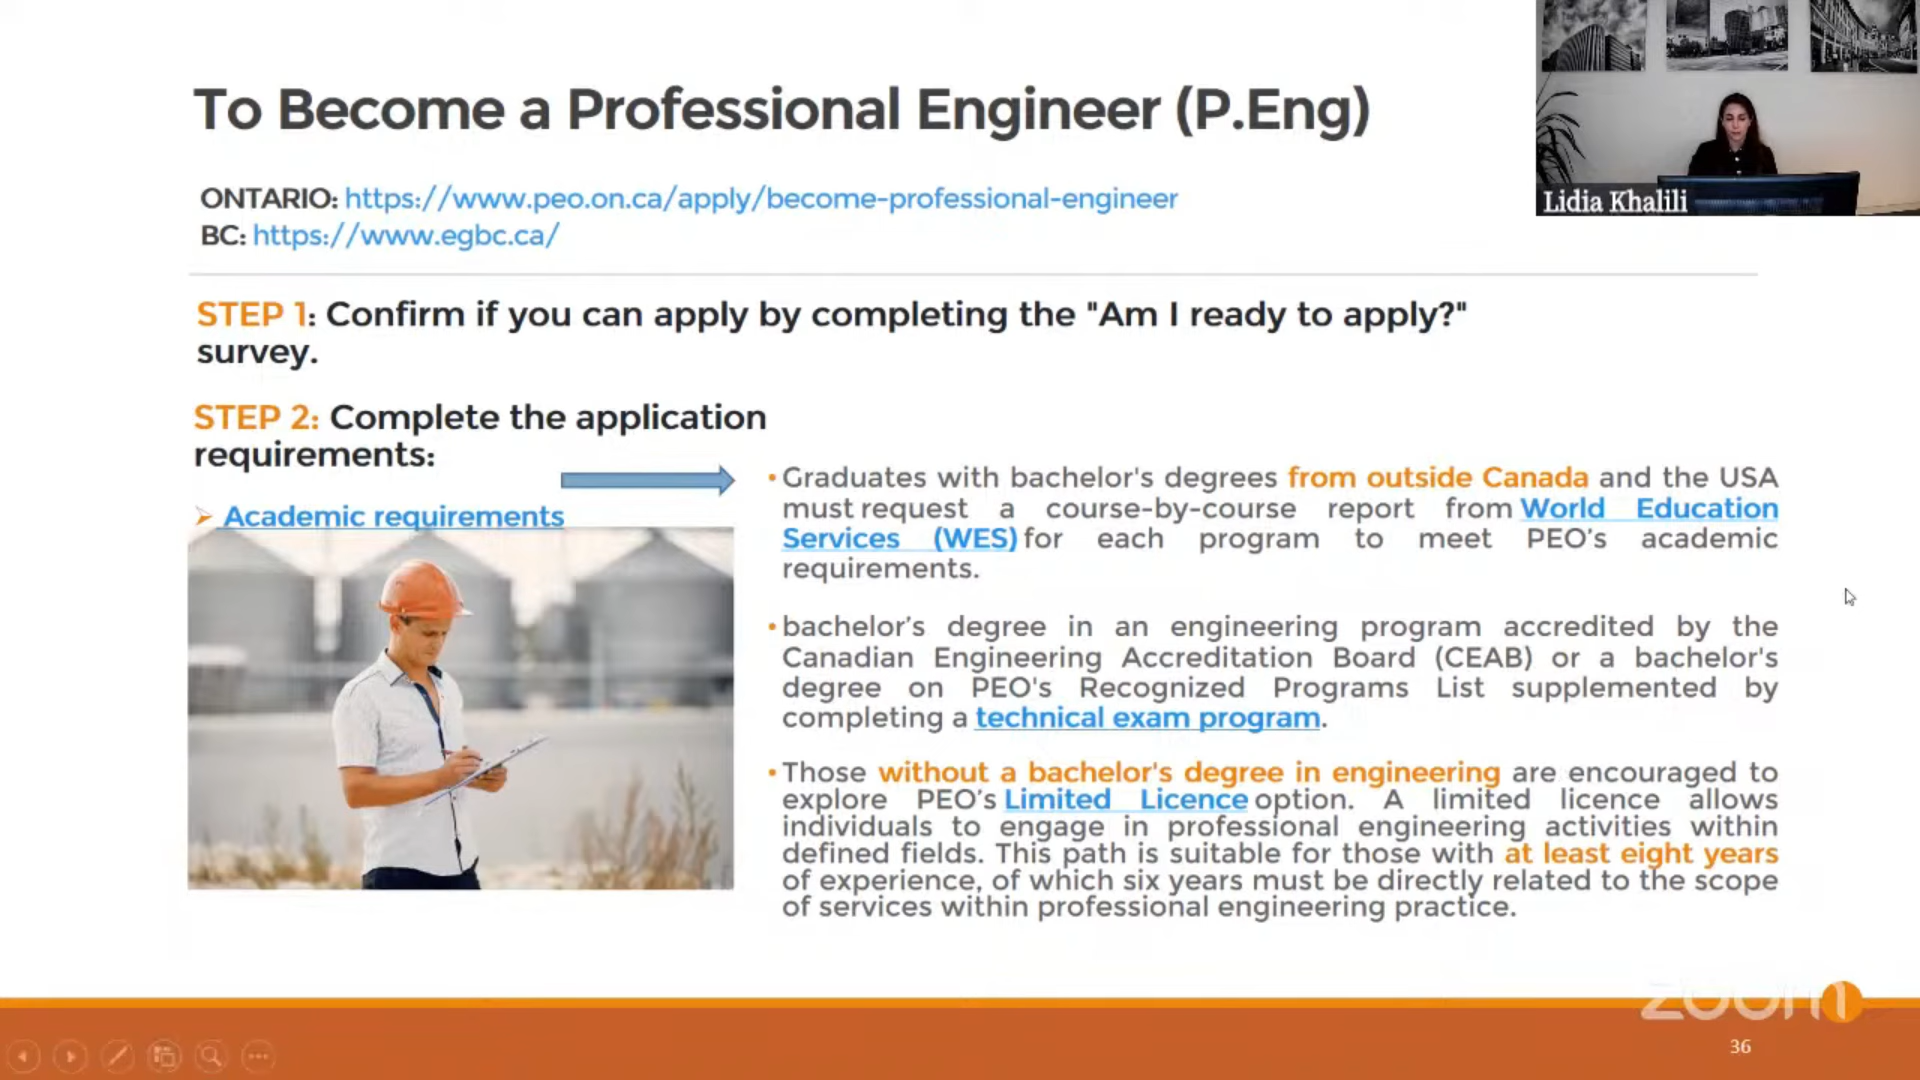 To Become a Professional Engineer (P.Eng)
Lidia Khalili
ONTARIO: https://www.peo.on.ca/apply/become-professional-engineer
BC: https://www.egbc.ca/
STEP 1: Confirm if you can apply by completing the "Am I ready to apply?"
survey.
STEP 2: Complete the application
requirements:
Academic requirements
• Graduates with bachelor's degrees from outside Canada and the USA
must request a course-by-course report from World Education
Services (WES) for each program to meet PEO’s academic
requirements.
• bachelor’s degree in an engineering program accredited by the
Canadian Engineering Accreditation Board (CEAB) or a bachelor's
degree on PEO's Recognized Programs List supplemented by
completing a technical exam program.
• Those without a bachelor's degree in engineering are encouraged to
explore PEO’s Limited Licence option. A limited licence allows
individuals to engage in professional engineering activities within
defined fields. This path is suitable for those with at least eight years
of experience, of which six years must be directly related to the scope
of services within professional engineering practice.
zoom
36